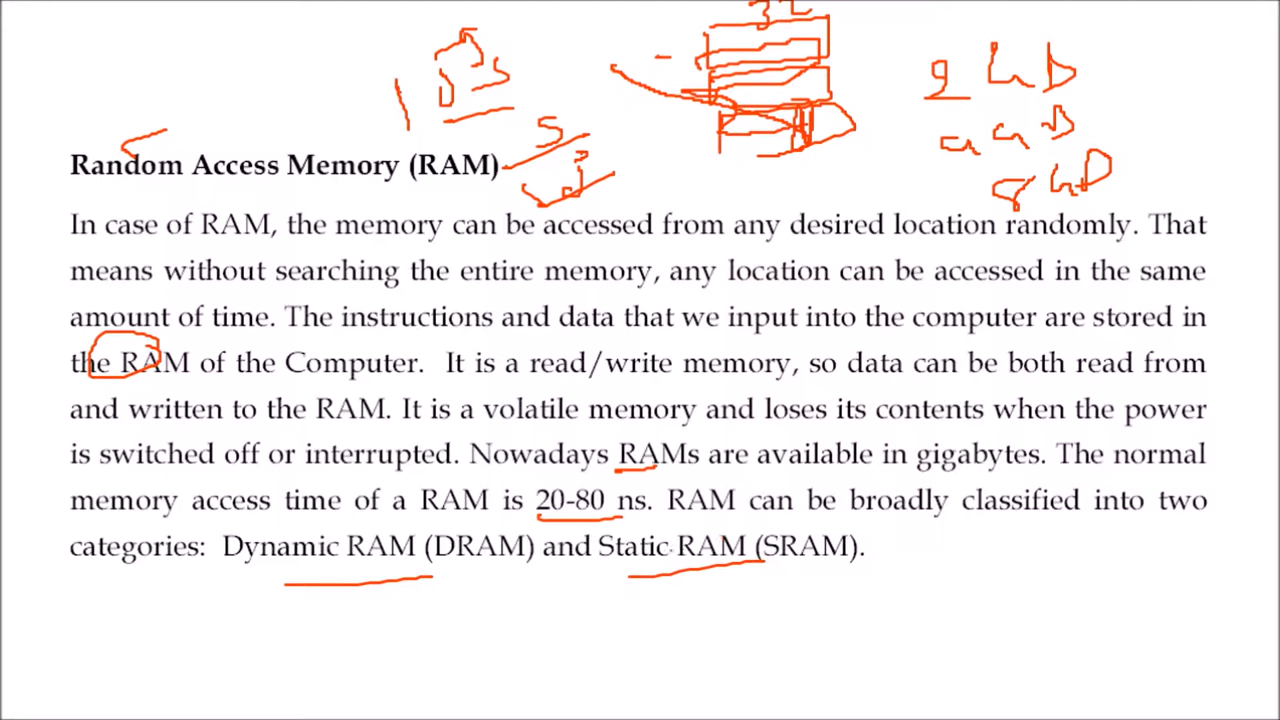 Random Access Memory (RAM)
In case of RAM, the memory can be accessed from any desired location randomly. That
means without searching the entire memory, any location can be accessed in the same
amount of time. The instructions and data that we input into the computer are stored in
the RAM of the Computer. It is a read/write memory, so data can be both read from
and written to the RAM. It is a volatile memory and loses its contents when the power
is switched off or interrupted. Nowadays RAMs are available in gigabytes. The normal
memory access time of a RAM is 20-80 ns. RAM can be broadly classified into two
categories: Dynamic RAM (DRAM) and Static RAM (SRAM).